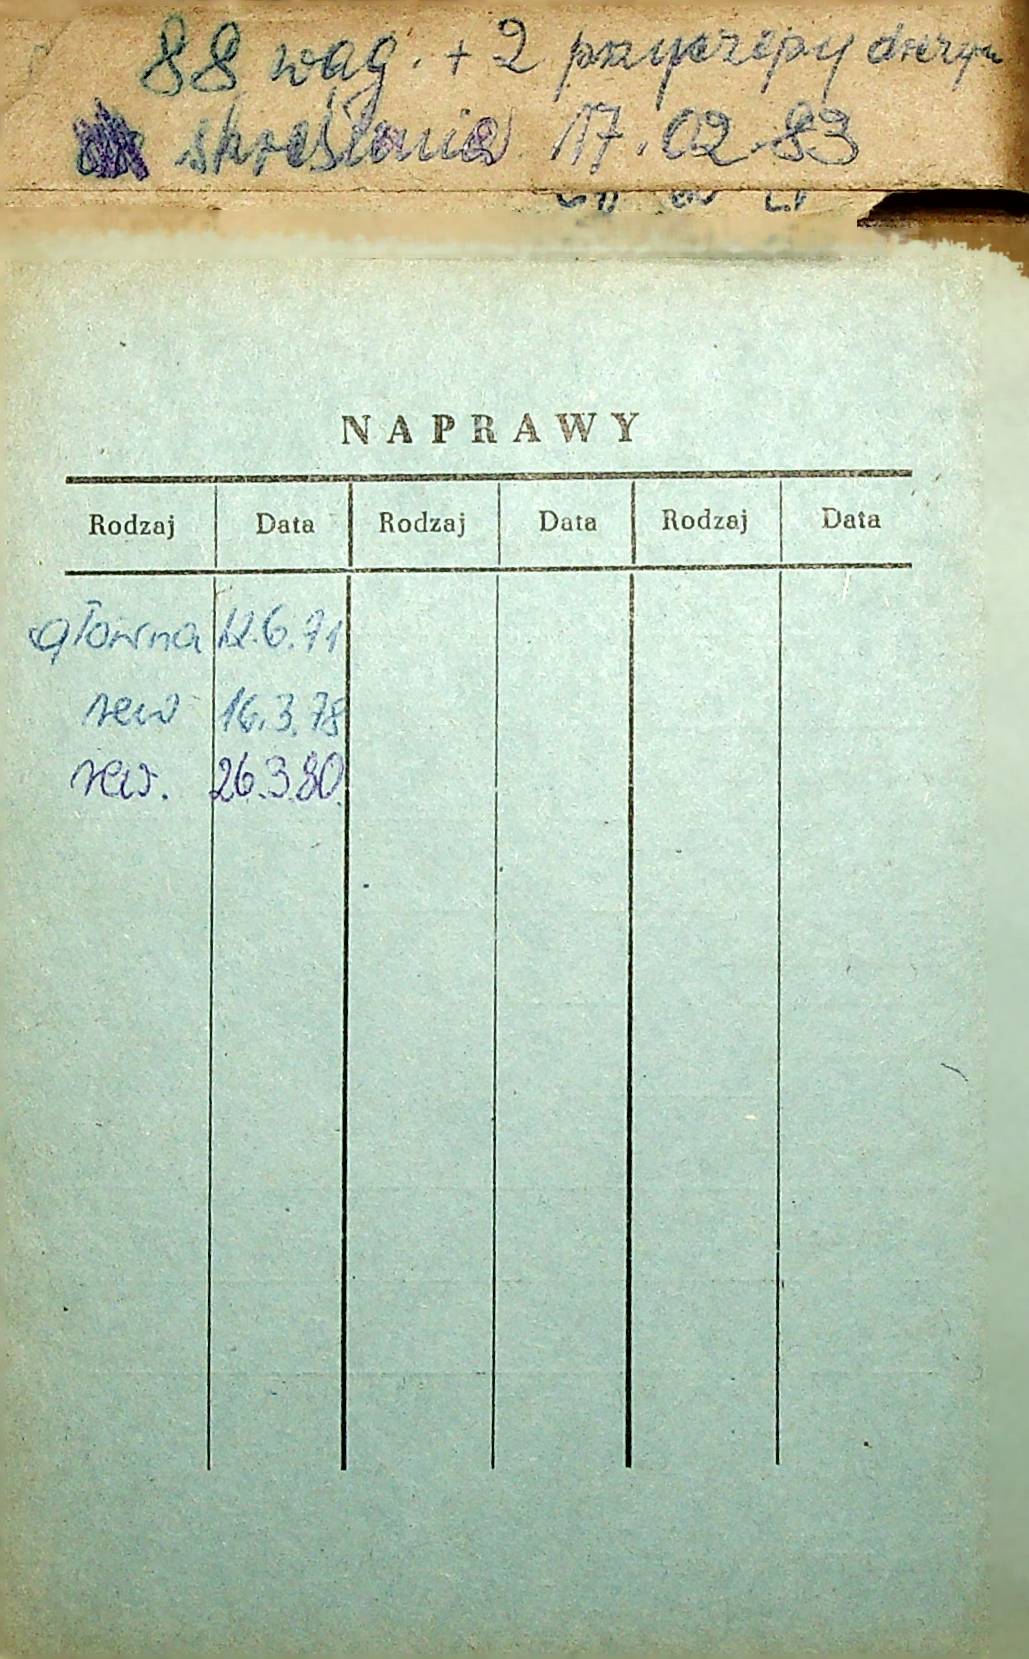 88 wag. + 2 przyczepy
skreślenie 17.02.83
NAPRAWY
Rodzaj Data Rodzaj Data Rodzaj Data
główna 12.6.71
rew 16.3.78
rew. 26.3.80